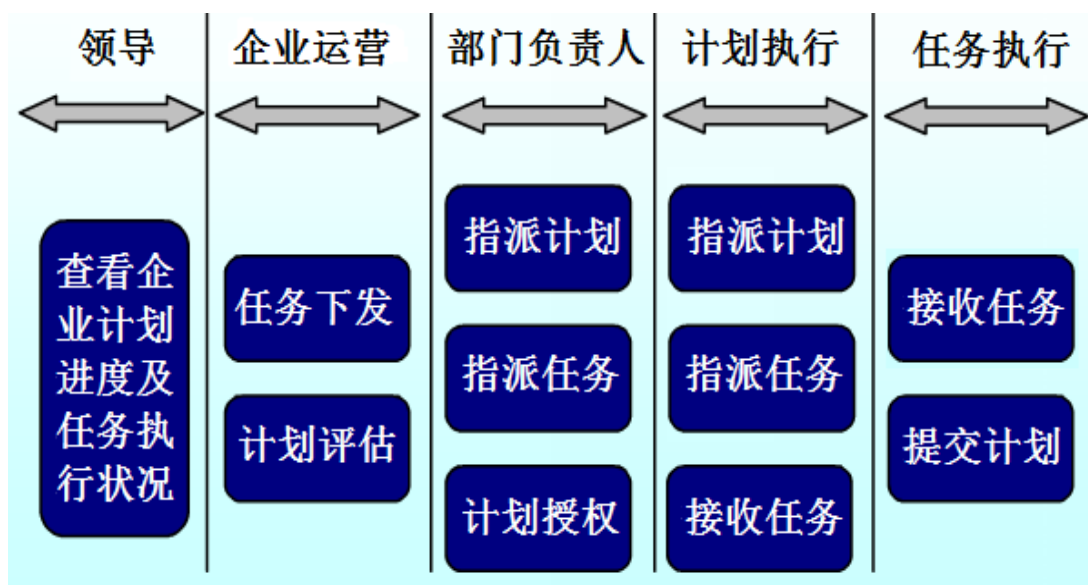 领导
企业运营
部门负责人
计划执行
任务执行
查看企
业计划
进度及
任务执
行状况
任务下发
计划评估
指派计划
指派任务
计划授权
指派计划
指派任务
接收任务
接收任务
提交计划